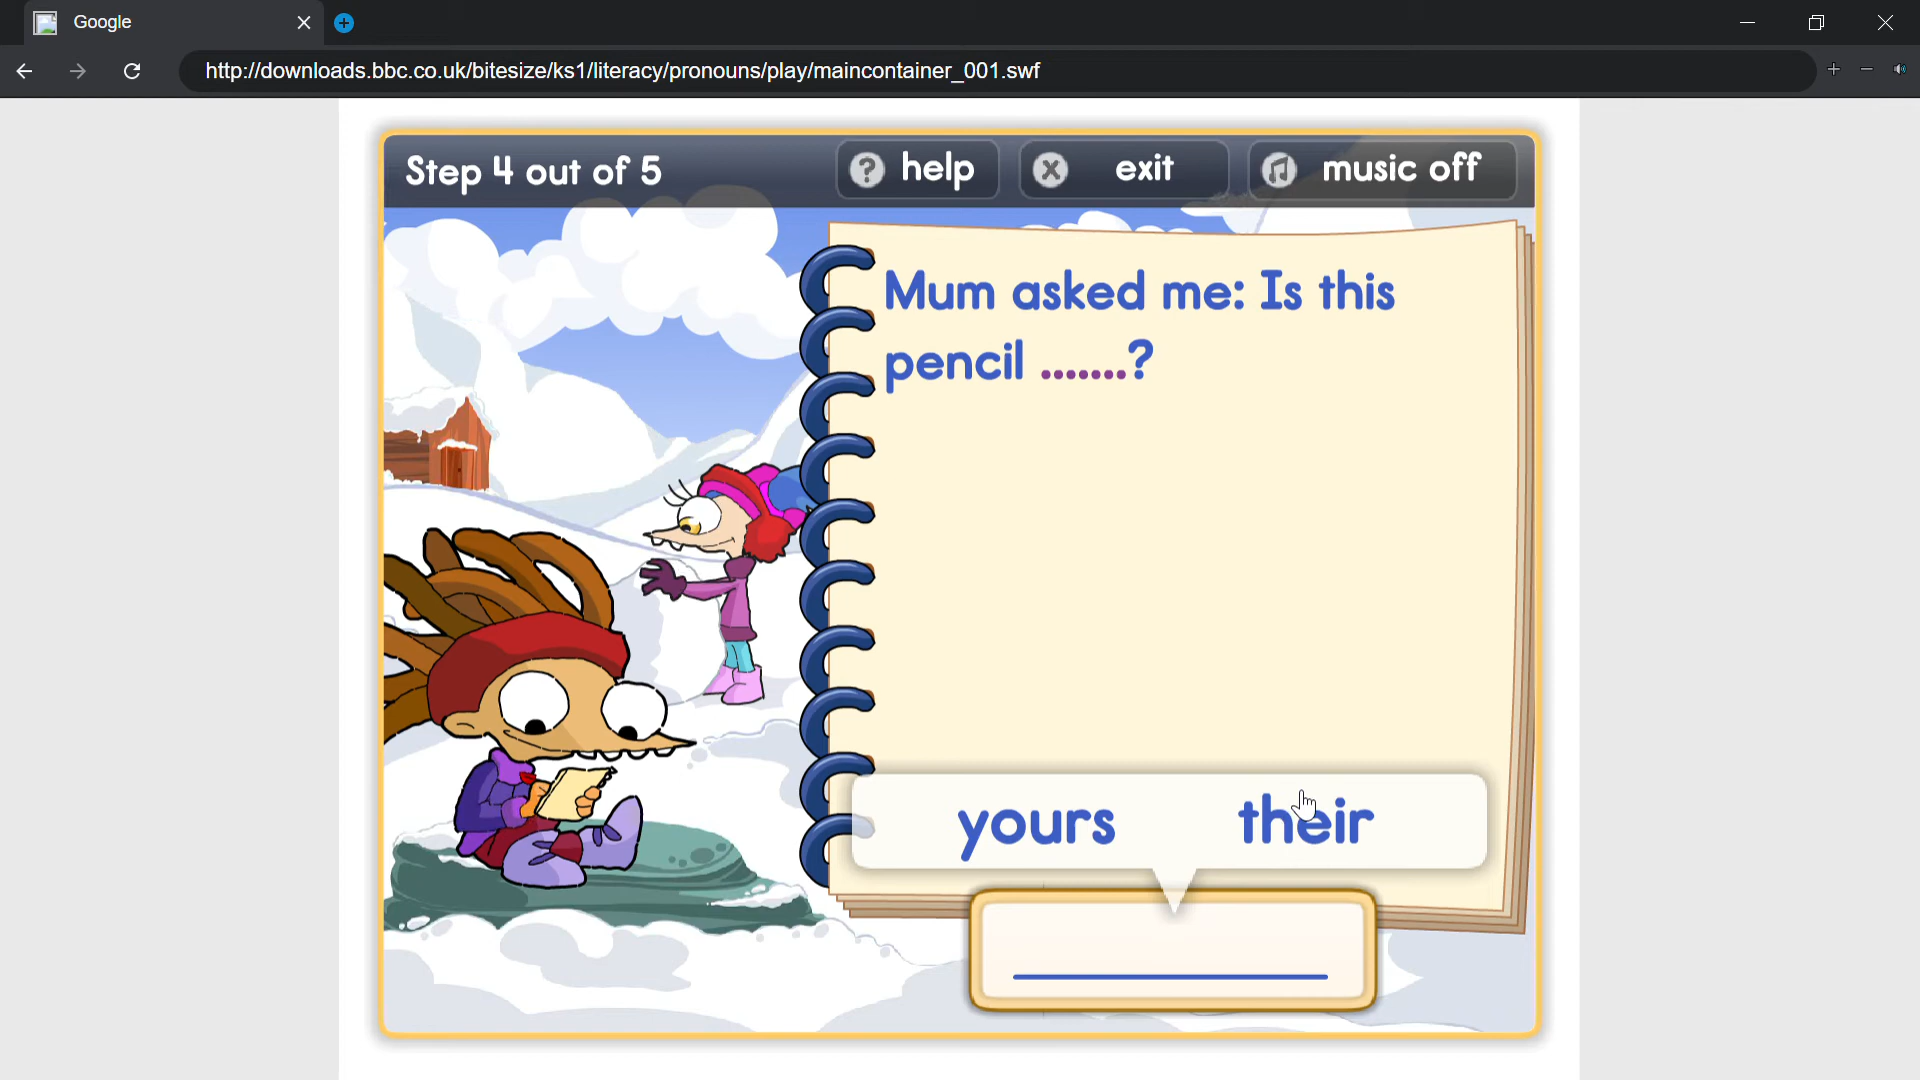 Google
http://downloads.bbc.co.uk/bitesize/ks1/literacy/pronouns/play/maincontainer_001.swf
Step 4 out of 5
? help
exit
music off
Mum asked me: Is this
pencil .......?
yours their